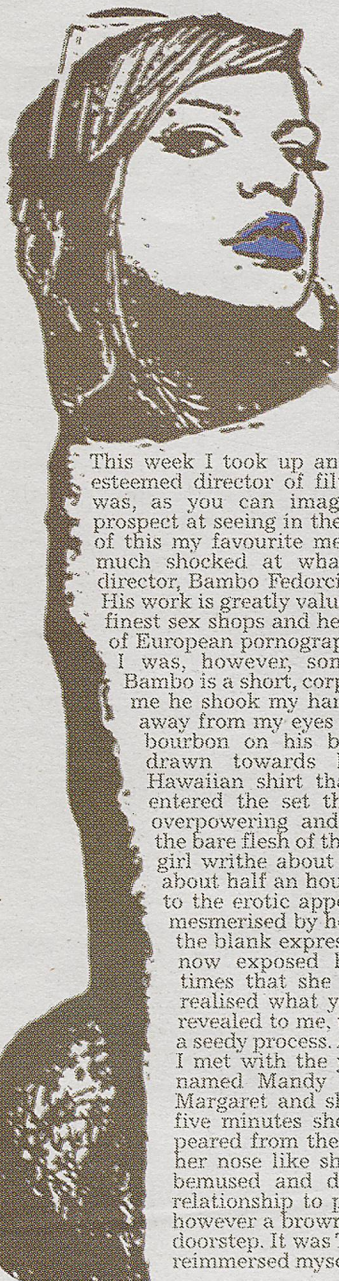 This week I took up an
esteemed director of fil
was, as you can imag
prospect at seeing in the
of this my favourite me
much shocked at wha
director, Bambo Fedorci
His work is greatly valu
finest sex shops and he
of European pornograp
I was, however, som
Bambo is a short, corp
me he shook my han
away from my eyes
bourbon on his b
drawn towards
Hawaiian shirt tha
entered the set th
overpowering and
the bare flesh of th
girl writhe about
about half an hou
to the erotic appe
mesmerised by h
the blank expres
now exposed
times that she
realised what y
revealed to me,
a seedy process.
I met with the
named Mandy
Margaret and sh
five minutes she
peared from the
her nose like sh
bemused and d
relationship to p
however a brown
doorstep. It was
reimmersed myse